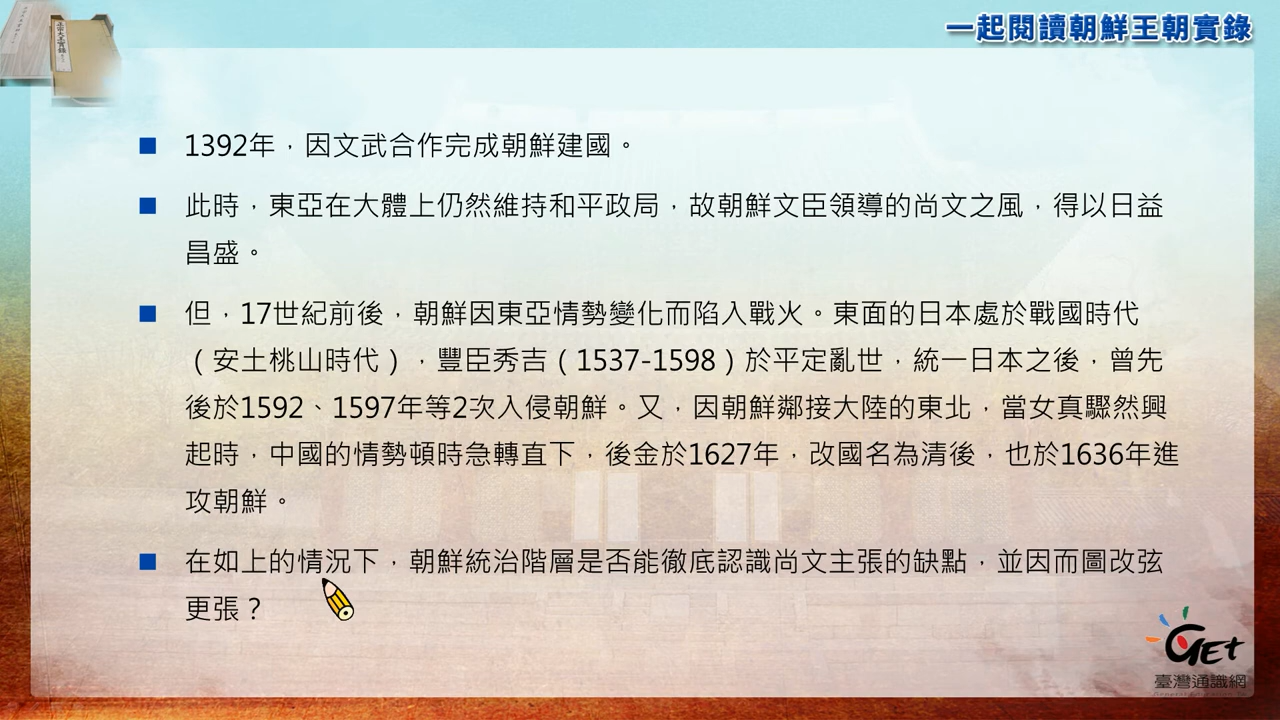 一起閱讀朝鮮王朝實錄
■ 1392年，因文武合作完成朝鮮建國。
■ 此時，東亞在大體上仍然維持和平政局，故朝鮮文臣領導的尚文之風，得以日益
昌盛。
■ 但，17世紀前後，朝鮮因東亞情勢變化而陷入戰火。東面的日本處於戰國時代
（安土桃山時代），豐臣秀吉（1537-1598）於平定亂世，統一日本之後，曾先
後於1592、1597年等2次入侵朝鮮。又，因朝鮮鄰接大陸的東北，當女真驟然興
起時，中國的情勢頓時急轉直下，後金於1627年，改國名為清後，也於1636年進
攻朝鮮。
■ 在如上的情況下，朝鮮統治階層是否能徹底認識尚文主張的缺點，並因而圖改弦
更張？
GEt
臺灣通識網